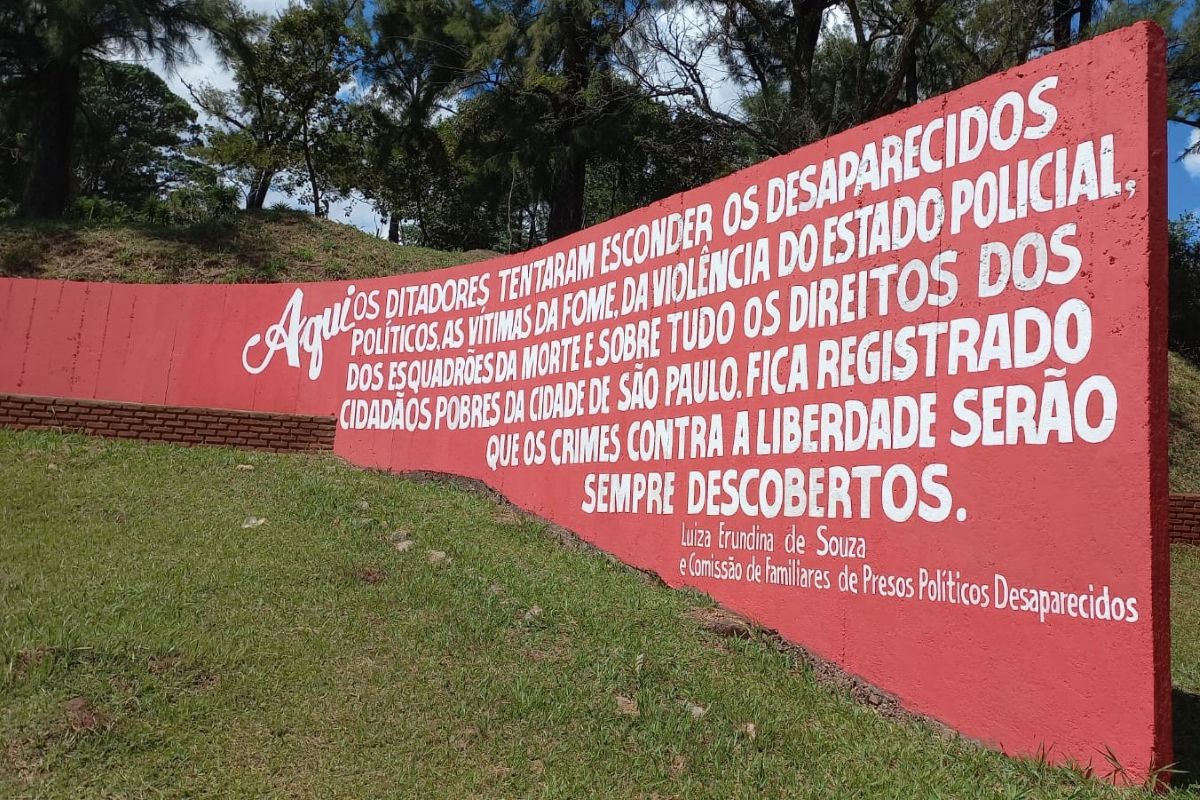 Aqui OS DITADORES TENTARAM ESCONDER OS DESAPARECIDOS
POLÍTICOS. AS VÍTIMAS DA FOME, DA VIOLÊNCIA DO ESTADO POLICIAL,
DOS ESQUADRÕES DA MORTE E SOBRE TUDO OS DIREITOS DOS
CIDADÃOS POBRES DA CIDADE DE SÃO PAULO. FICA REGISTRADO
QUE OS CRIMES CONTRA A LIBERDADE SERÃO
SEMPRE DESCOBERTOS.
Luiza Erundina de Souza
e Comissão de Familiares de Presos Políticos Desaparecidos